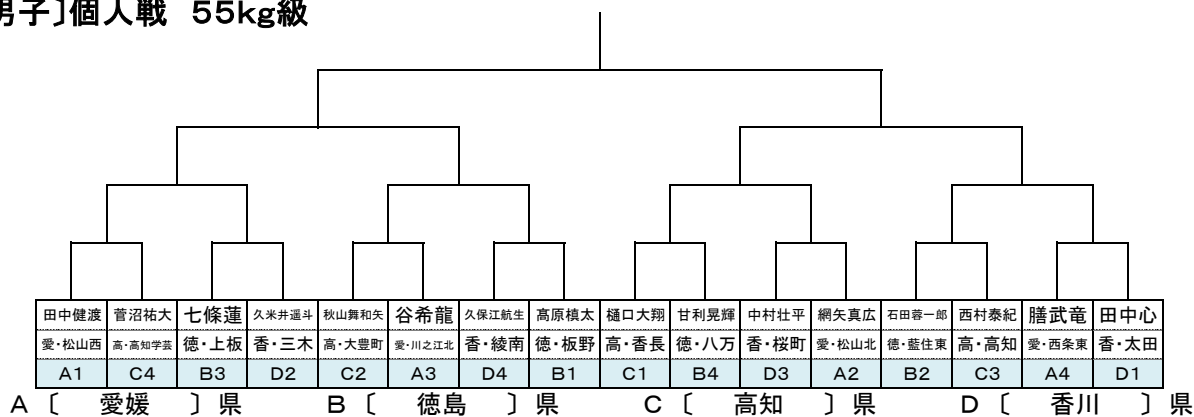 男子]個人戦 55kg級
田中健渡 菅沼祐大 七條蓮 久米井遥斗 秋山舞和矢 谷希龍 久保江航生 髙原槙太 樋口大翔 甘利晃輝 中村壮平 網矢真広 石田蓉一郎 西村泰紀 膳武竜 田中心
愛・松山西 高・高知学芸 徳・上板 香・三木 高・大豊町 愛・川之江北 香・綾南 徳・板野 高・香長 徳・八万 香・桜町 愛・松山北 徳・藍住東 高・高知 愛・西条東 香・太田
A1 C4 B3 D2 C2 A3 D4 B1 C1 B4 D3 A2 B2 C3 A4 D1
A〔 愛媛 〕県 B〔 徳島 〕県 C〔 高知 〕県 D〔 香川 〕県